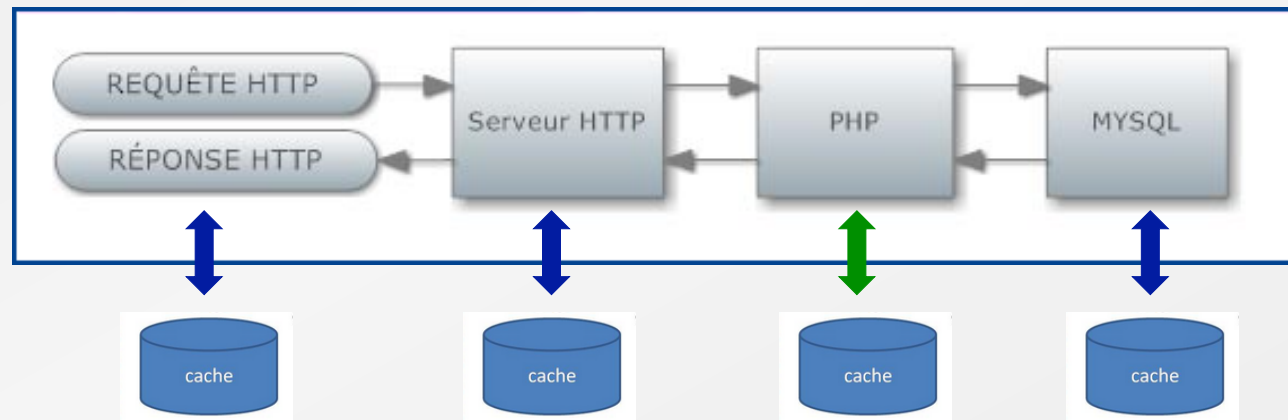 REQUÊTE HTTP
RÉPONSE HTTP
Serveur HTTP
PHP
MYSQL
cache
cache
cache
cache